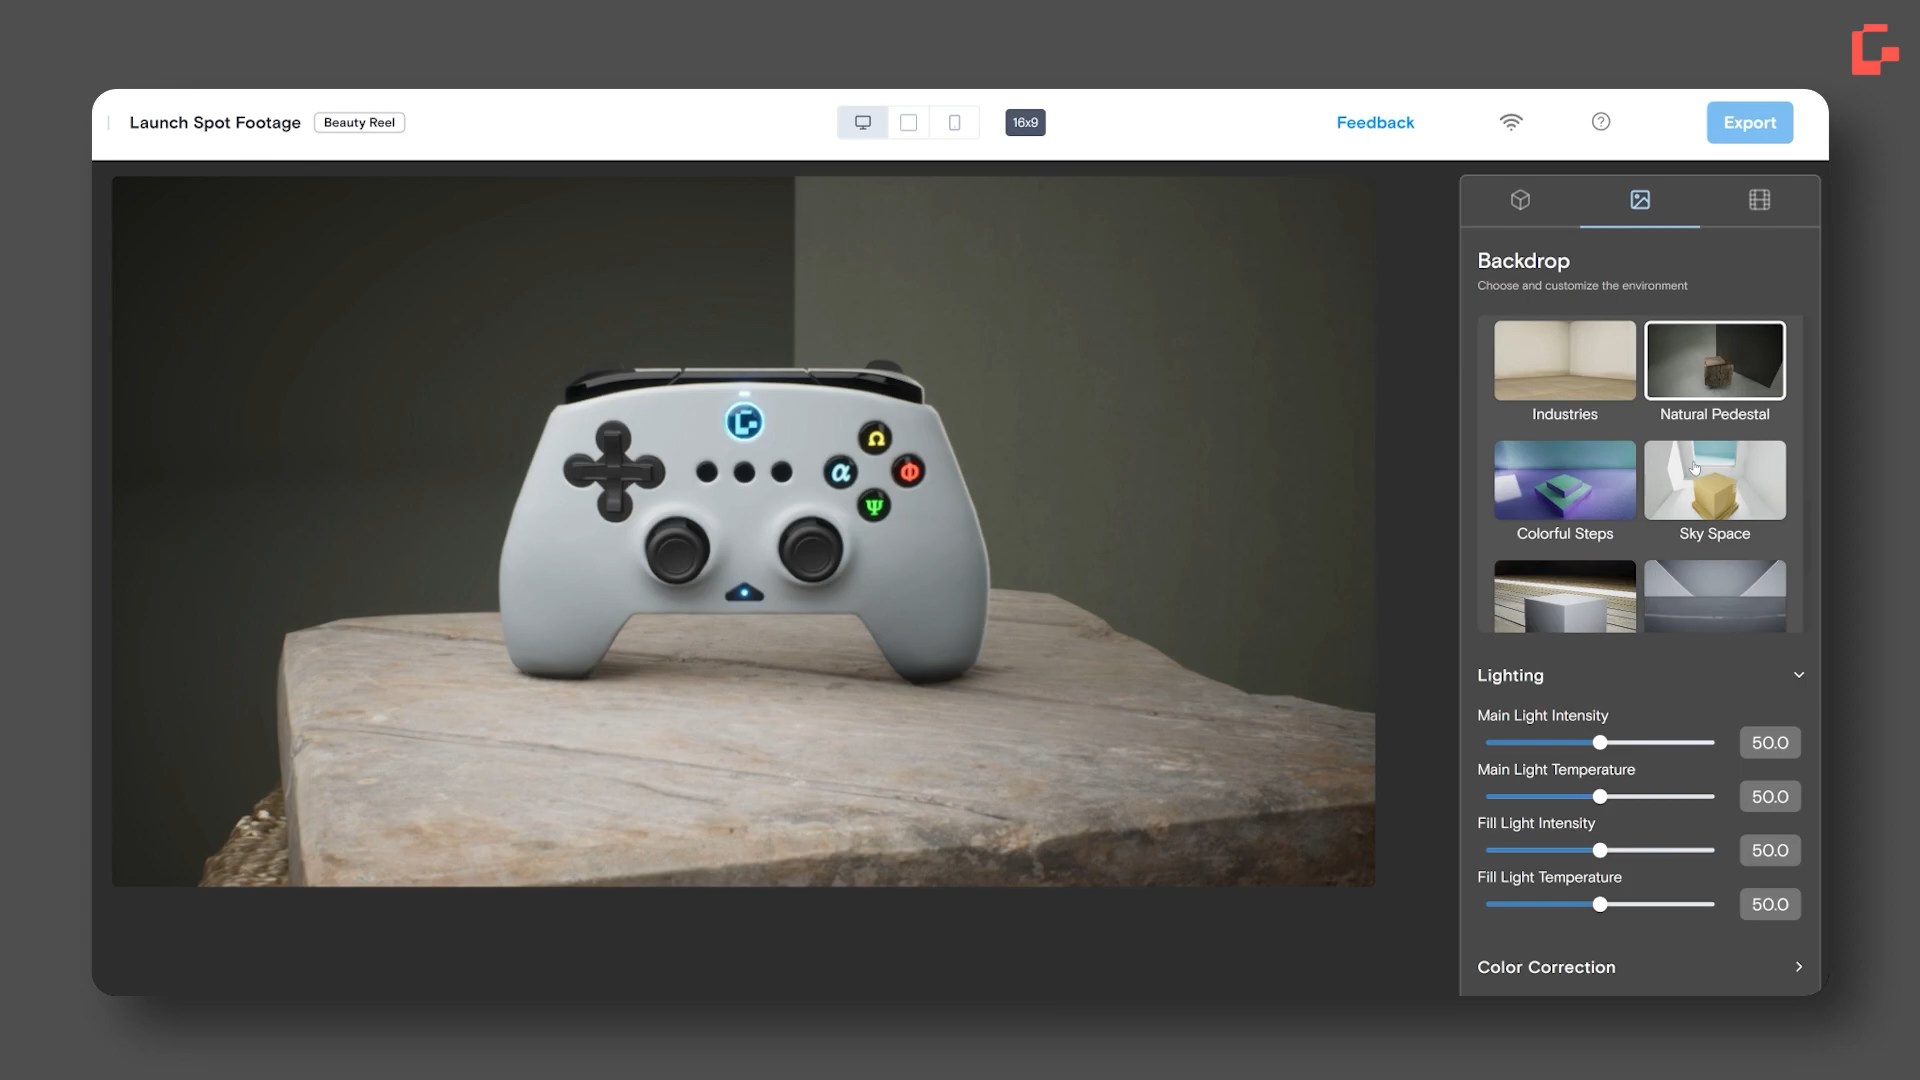 Launch Spot Footage
Beauty Reel
16x9
Feedback
Export
Backdrop
Choose and customize the environment
Industries
Natural Pedestal
Colorful Steps
Sky Space
Ω
α
Φ
Ψ
Lighting
Main Light Intensity
50.0
Main Light Temperature
50.0
Fill Light Intensity
50.0
Fill Light Temperature
50.0
Color Correction